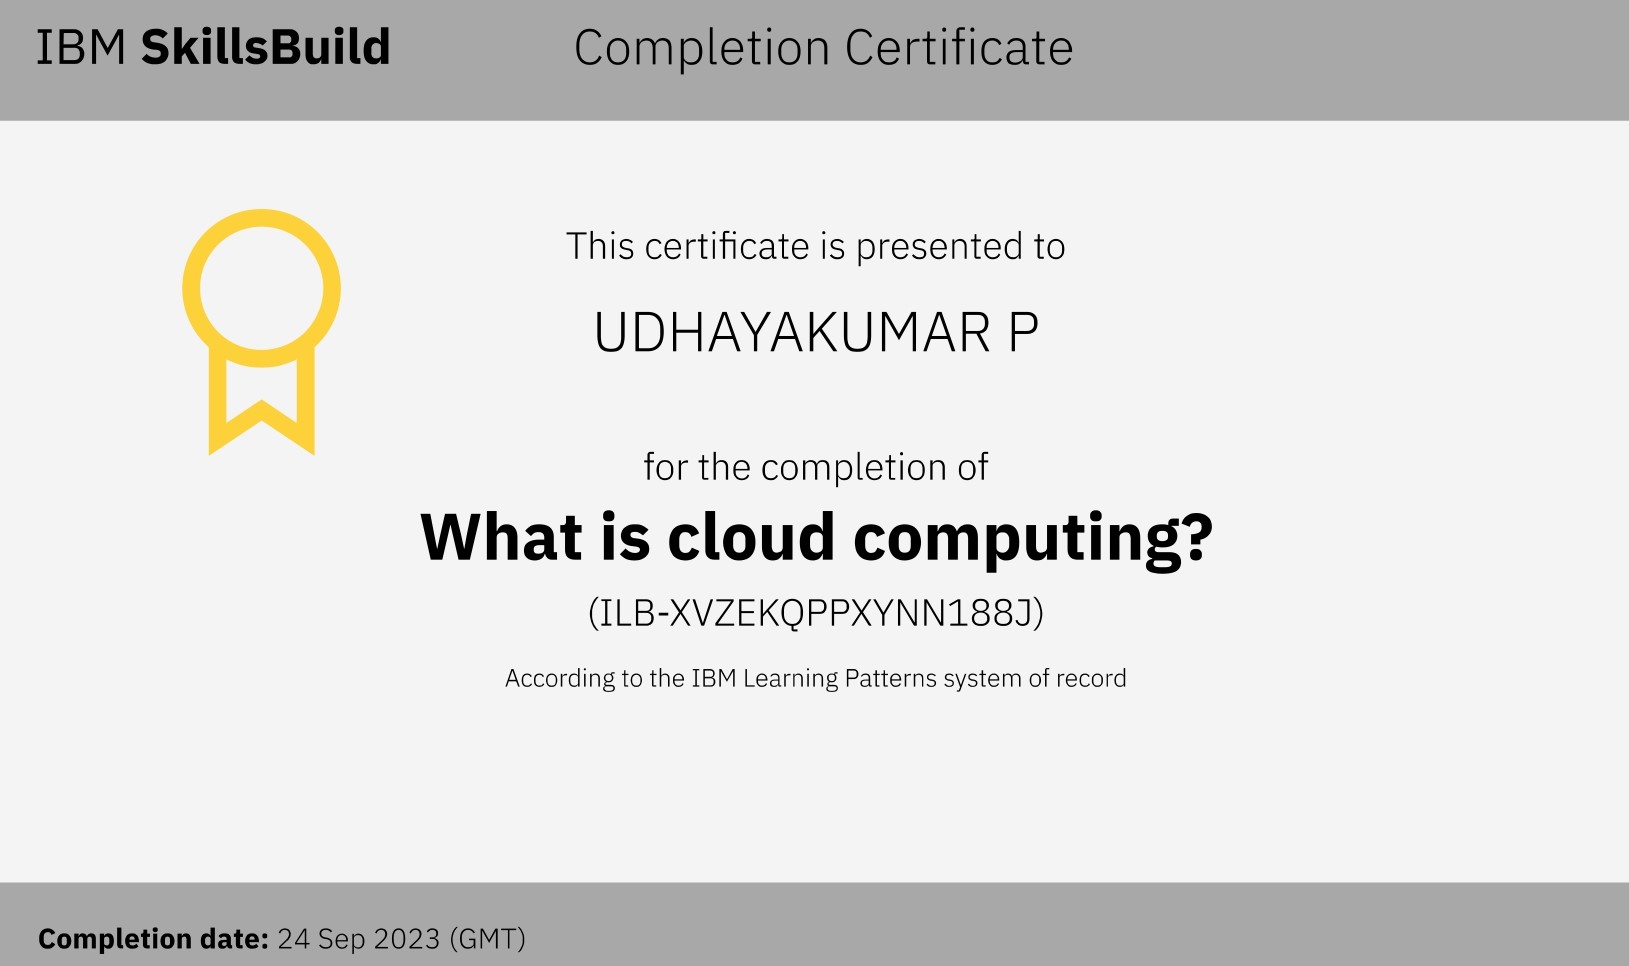 IBM SkillsBuild
Completion Certificate
This certificate is presented to
UDHAYAKUMAR P
for the completion of
What is cloud computing?
(ILB-XVZEKQPPXYNN188J)
According to the IBM Learning Patterns system of record
Completion date: 24 Sep 2023 (GMT)